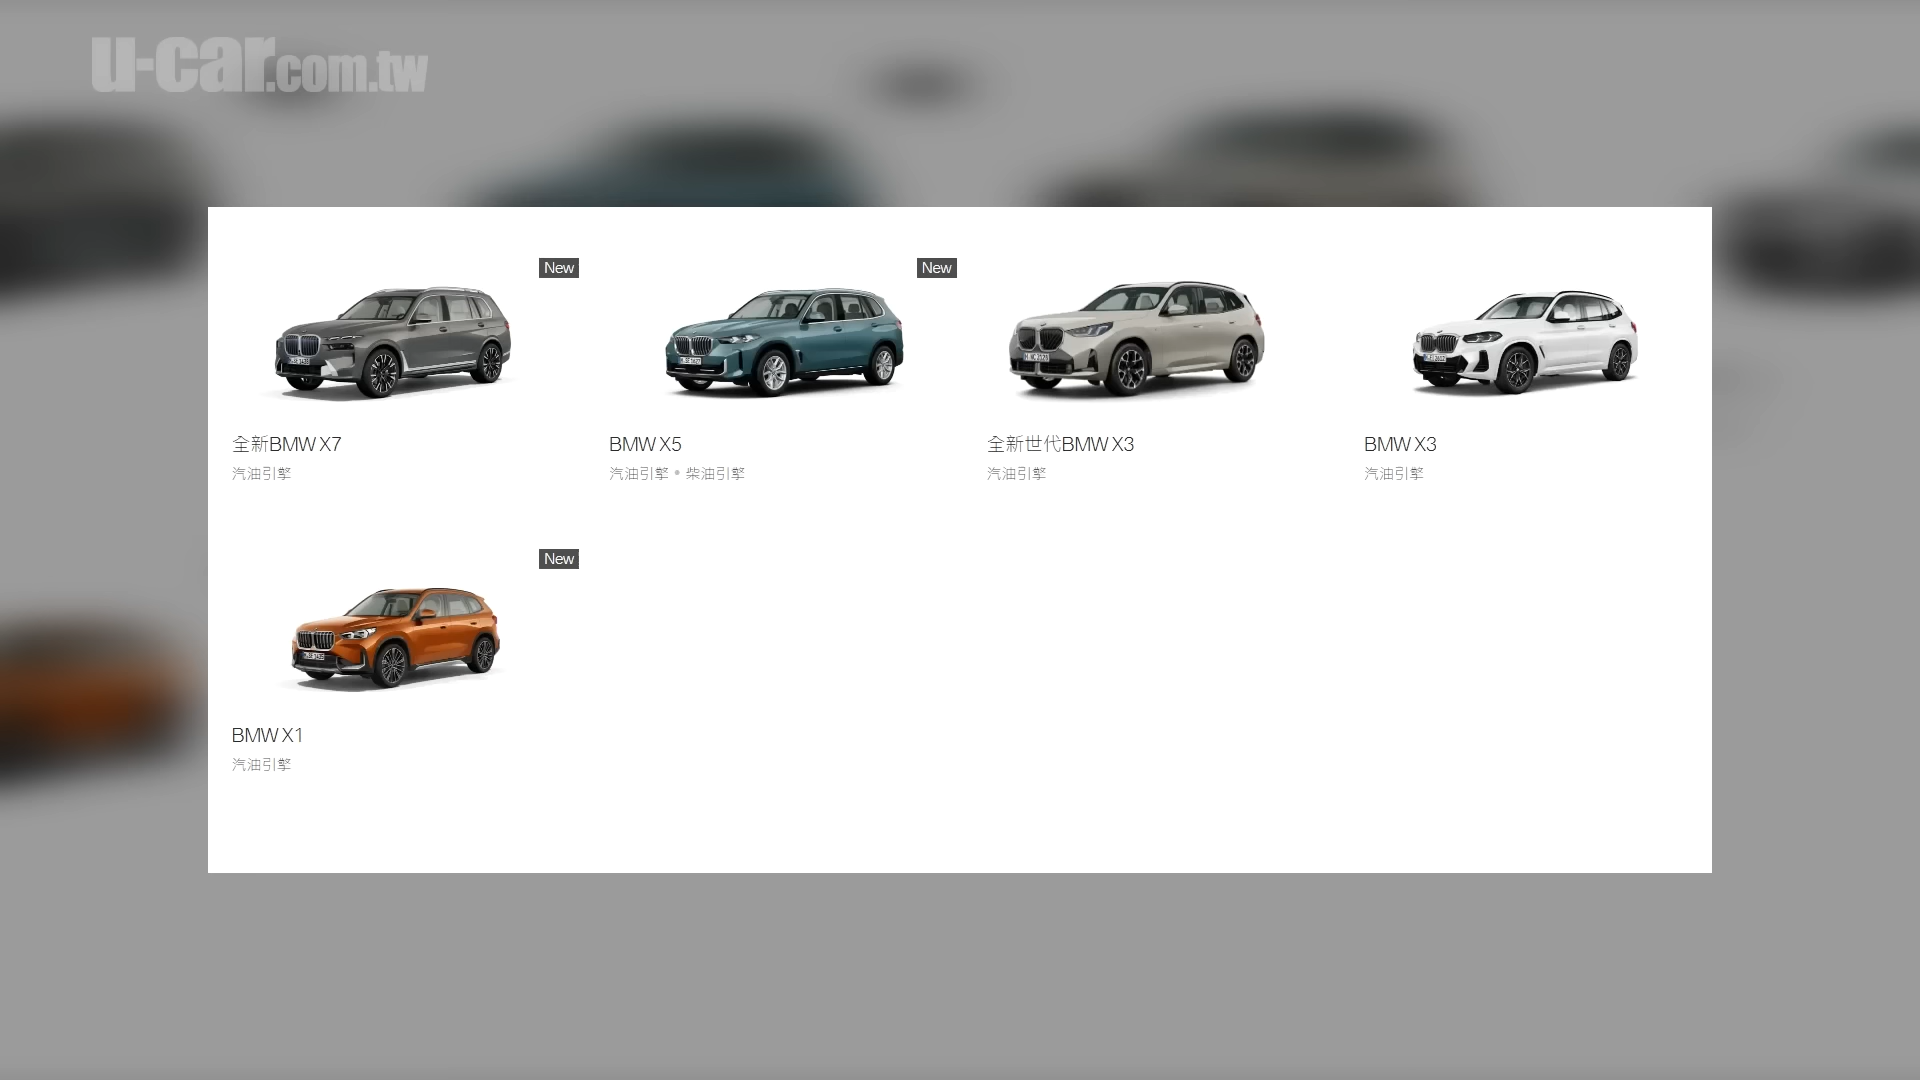 u-car.com.tw
New
New
全新BMW X7
BMW X5
全新世代BMW X3
BMW X3
汽油引擎
汽油引擎 • 柴油引擎
汽油引擎
汽油引擎
New
BMW X1
汽油引擎